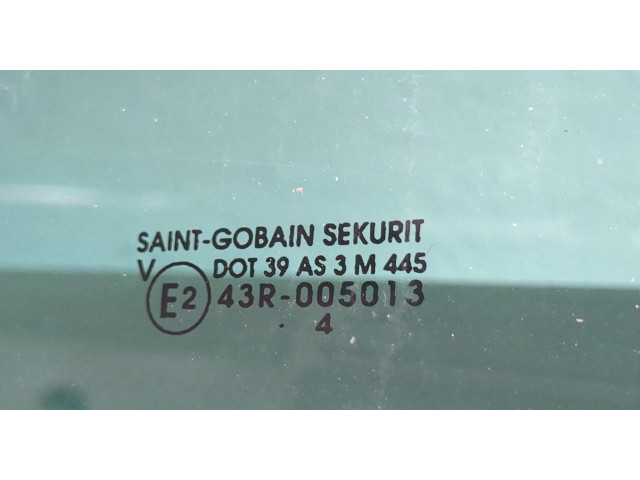 SAINT-GOBAIN SEKURIT
V DOT 39 AS 3 M 445
E2 43R-005013
. 4